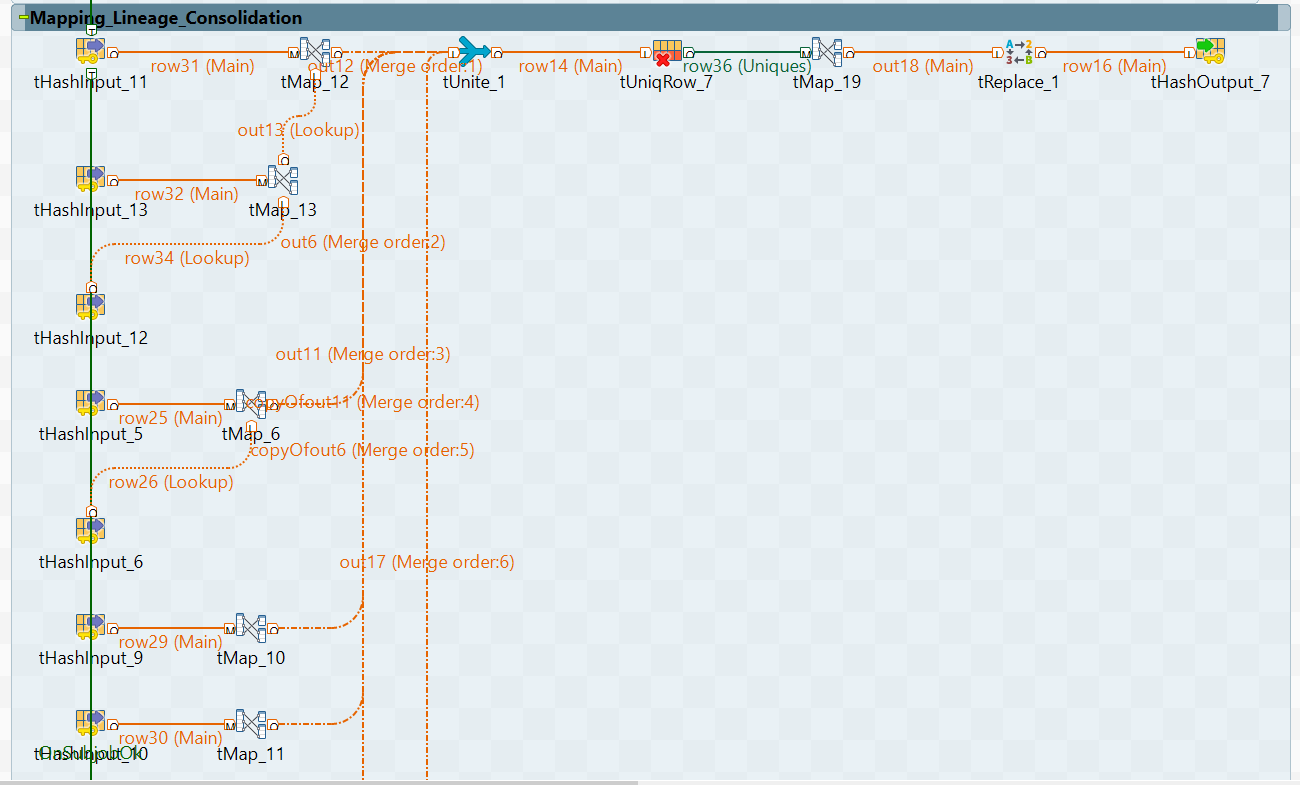 Mapping_Lineage_Consolidation
row31 (Main)
out12 (Merge order:1)
row14 (Main)
row36 (Uniques)
out18 (Main)
row16 (Main)
tHashInput_11
tMap_12
tUnite_1
tUniqRow_7
tMap_19
tReplace_1
tHashOutput_7
out13 (Lookup)
row32 (Main)
tHashInput_13
tMap_13
out6 (Merge order:2)
row34 (Lookup)
tHashInput_12
out11 (Merge order:3)
copyOfout11 (Merge order:4)
row25 (Main)
tHashInput_5
tMap_6
copyOfout6 (Merge order:5)
row26 (Lookup)
tHashInput_6
out17 (Merge order:6)
row29 (Main)
tHashInput_9
tMap_10
row30 (Main)
OnSubjobOk
tHashInput_10
tMap_11